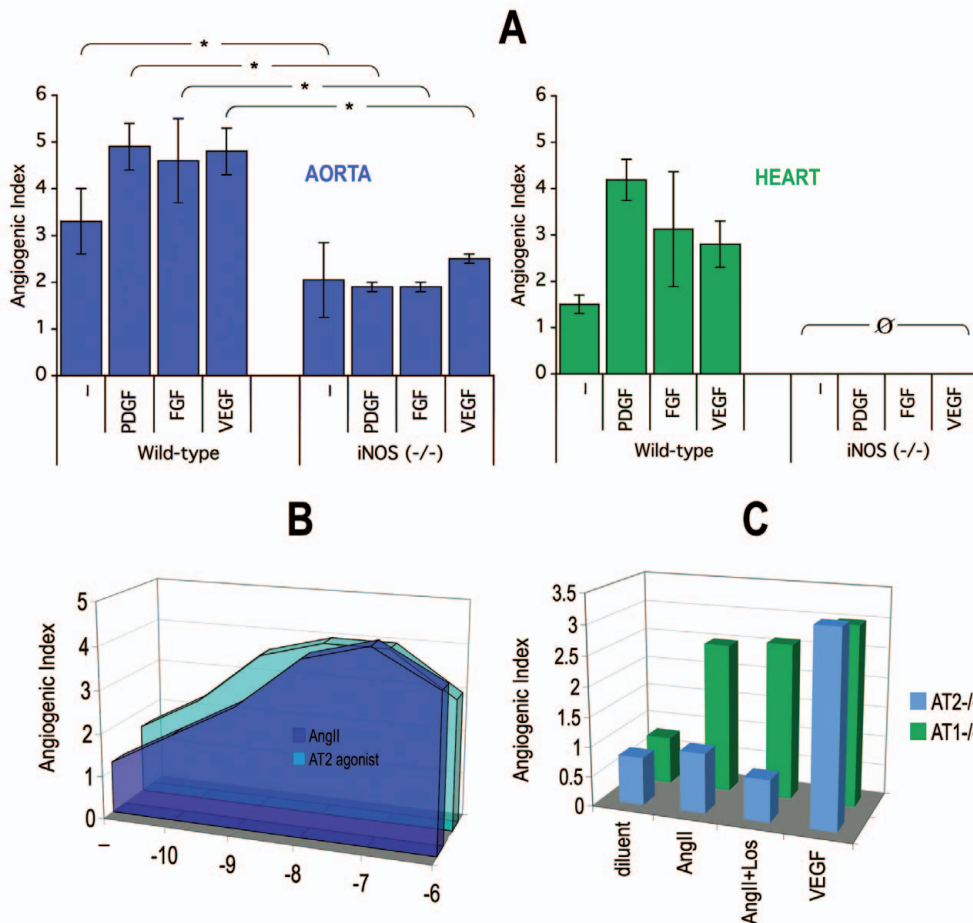 A
* * * *
6
5
4
3
2
1
0
Angiogenic Index
AORTA
–
PDGF
FGF
VEGF
–
PDGF
FGF
VEGF
Wild-type
iNOS (-/-)
6
5
4
3
2
1
0
Angiogenic Index
HEART
Ø
–
PDGF
FGF
VEGF
–
PDGF
FGF
VEGF
Wild-type
iNOS (-/-)
B
5
4
3
2
1
0
Angiogenic Index
AngII
AT2 agonist
– -10 -9 -8 -7 -6
C
3.5
3
2.5
2
1.5
1
0.5
0
Angiogenic Index
diluent
AngII
AngII+Los
VEGF
AT2-/
AT1-/